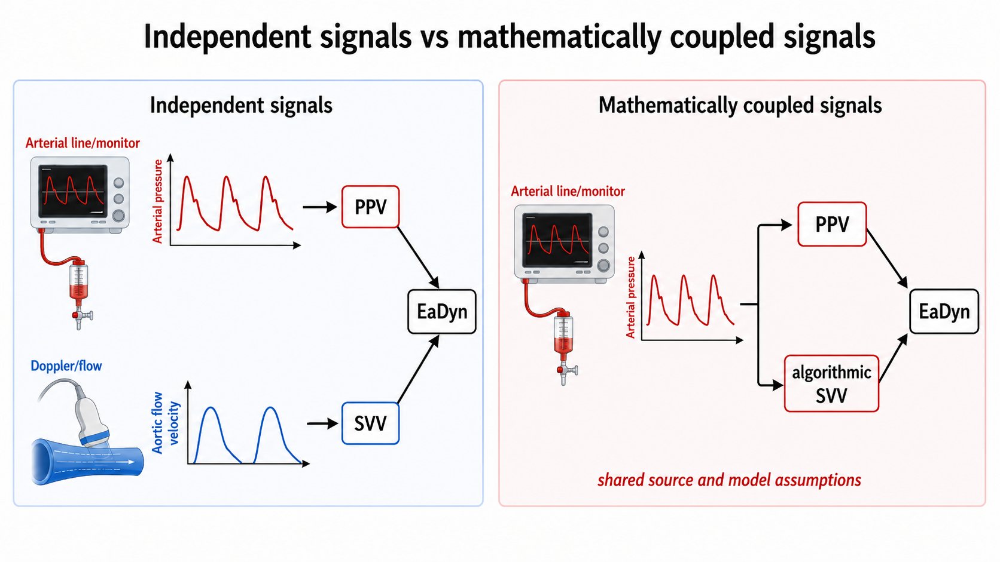 Independent signals vs mathematically coupled signals
Independent signals
Arterial line/monitor
Arterial pressure
PPV
EaDyn
Doppler/flow
Aortic flow
velocity
SVV
Mathematically coupled signals
Arterial line/monitor
Arterial pressure
PPV
EaDyn
algorithmic
SVV
shared source and model assumptions